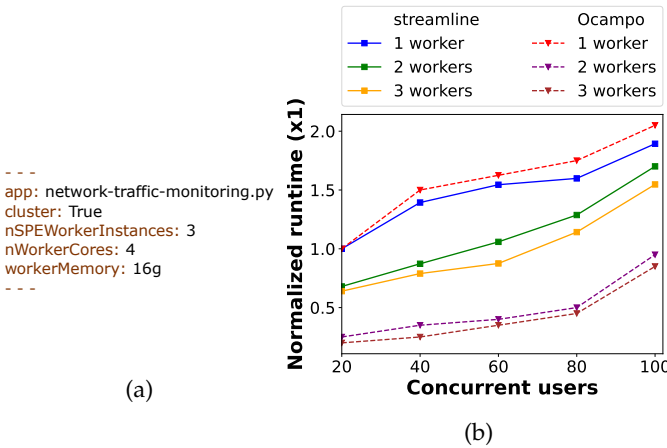 - - -
app: network-traffic-monitoring.py
cluster: True
nSPEWorkerInstances: 3
nWorkerCores: 4
workerMemory: 16g
- - -
(a)
streamline Ocampo
1 worker 1 worker
2 workers 2 workers
3 workers 3 workers
Normalized runtime (x1)
2.0
1.5
1.0
0.5
20 40 60 80 100
Concurrent users
(b)